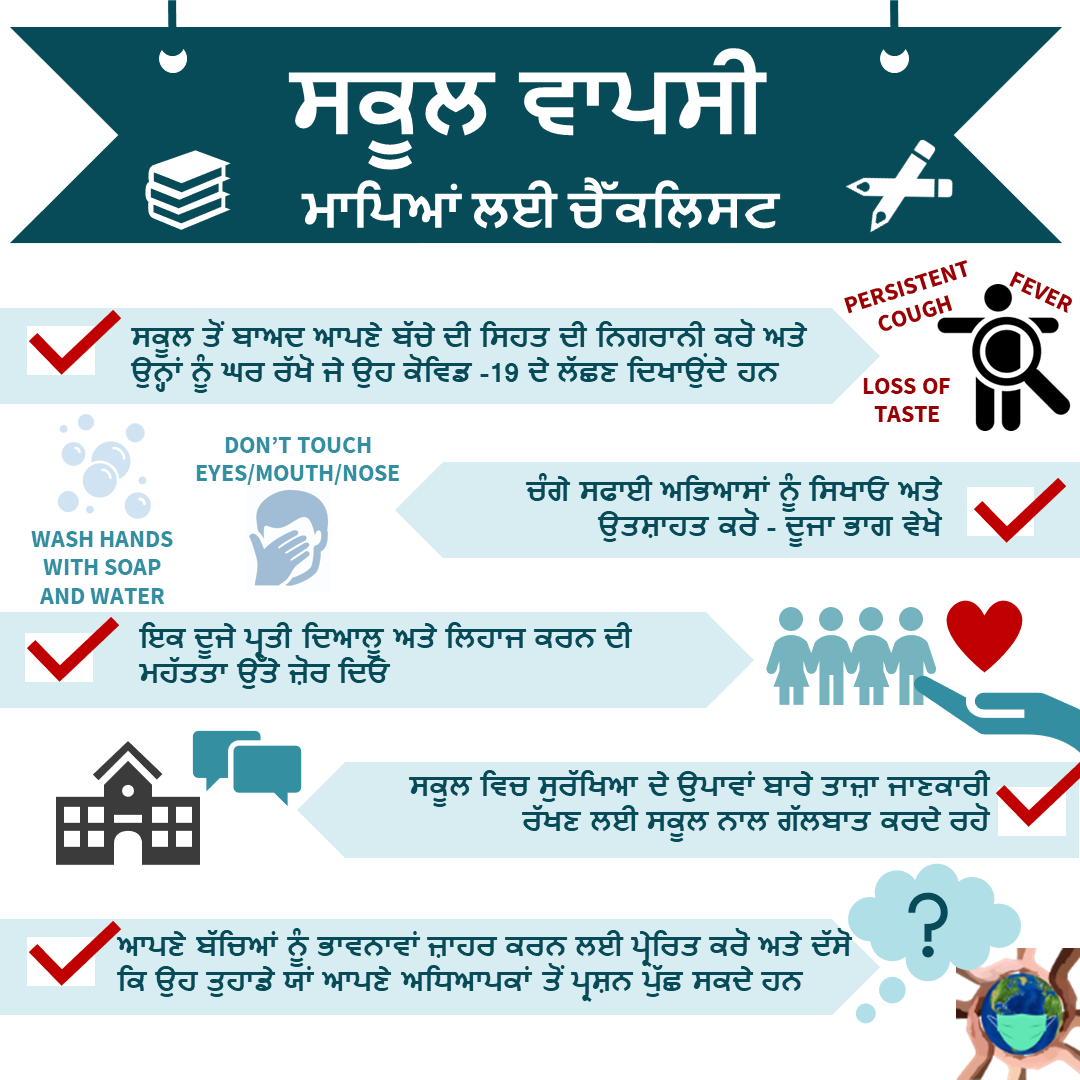 ਸਕੂਲ ਵਾਪਸੀ
ਮਾਪਿਆਂ ਲਈ ਚੈੱਕਲਿਸਟ
PERSISTENT
COUGH
FEVER
LOSS OF
TASTE
ਸਕੂਲ ਤੋਂ ਬਾਅਦ ਆਪਣੇ ਬੱਚੇ ਦੀ ਸਿਹਤ ਦੀ ਨਿਗਰਾਨੀ ਕਰੋ ਅਤੇ
ਉਨ੍ਹਾਂ ਨੂੰ ਘਰ ਰੱਖੋ ਜੇ ਉਹ ਕੋਵਿਡ -19 ਦੇ ਲੱਛਣ ਦਿਖਾਉਂਦੇ ਹਨ
DON'T TOUCH
EYES/MOUTH/NOSE
WASH HANDS
WITH SOAP
AND WATER
ਚੰਗੇ ਸਫਾਈ ਅਭਿਆਸਾਂ ਨੂੰ ਸਿਖਾਓ ਅਤੇ
ਉਤਸ਼ਾਹਤ ਕਰੋ - ਦੂਜਾ ਭਾਗ ਵੇਖੋ
ਇਕ ਦੂਜੇ ਪ੍ਰਤੀ ਦਿਆਲੂ ਅਤੇ ਲਿਹਾਜ ਕਰਨ ਦੀ
ਮਹੱਤਤਾ ਉੱਤੇ ਜ਼ੋਰ ਦਿਓ
ਸਕੂਲ ਵਿਚ ਸੁਰੱਖਿਆ ਦੇ ਉਪਾਵਾਂ ਬਾਰੇ ਤਾਜ਼ਾ ਜਾਣਕਾਰੀ
ਰੱਖਣ ਲਈ ਸਕੂਲ ਨਾਲ ਗੱਲਬਾਤ ਕਰਦੇ ਰਹੋ
?
ਆਪਣੇ ਬੱਚਿਆਂ ਨੂੰ ਭਾਵਨਾਵਾਂ ਜ਼ਾਹਰ ਕਰਨ ਲਈ ਪ੍ਰੇਰਿਤ ਕਰੋ ਅਤੇ ਦੱਸੋ
ਕਿ ਉਹ ਤੁਹਾਡੇ ਯਾਂ ਆਪਣੇ ਅਧਿਆਪਕਾਂ ਤੋਂ ਪ੍ਰਸ਼ਨ ਪੁੱਛ ਸਕਦੇ ਹਨ